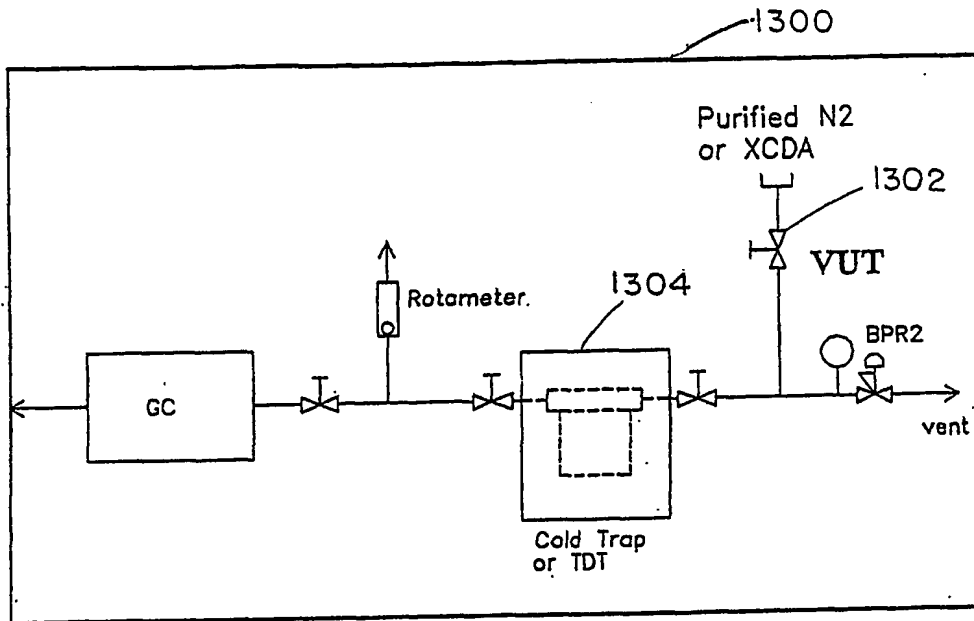 1300
Purified N2
or XCDA
1302
VUT
1304
Rotameter.
BPR2
GC
vent
Cold Trap
or TDT